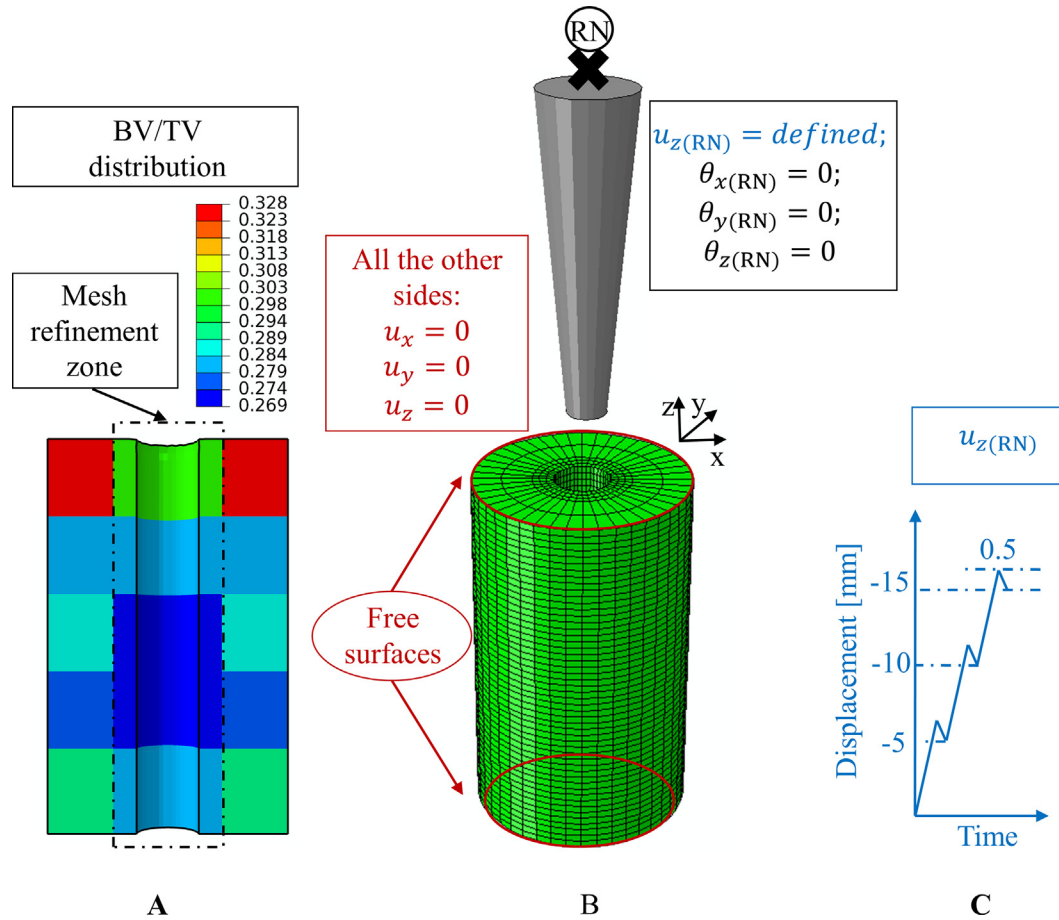 RN
BV/TV
distribution
0.328
0.323
0.318
0.313
0.308
0.303
0.298
0.294
0.289
0.284
0.279
0.274
0.269
Mesh
refinement
zone
All the other
sides:
u_x = 0
u_y = 0
u_z = 0
u_z(RN) = defined;
θ_x(RN) = 0;
θ_y(RN) = 0;
θ_z(RN) = 0
z
y
x
Free
surfaces
u_z(RN)
Displacement [mm]
0.5
-15
-10
-5
Time
A
B
C